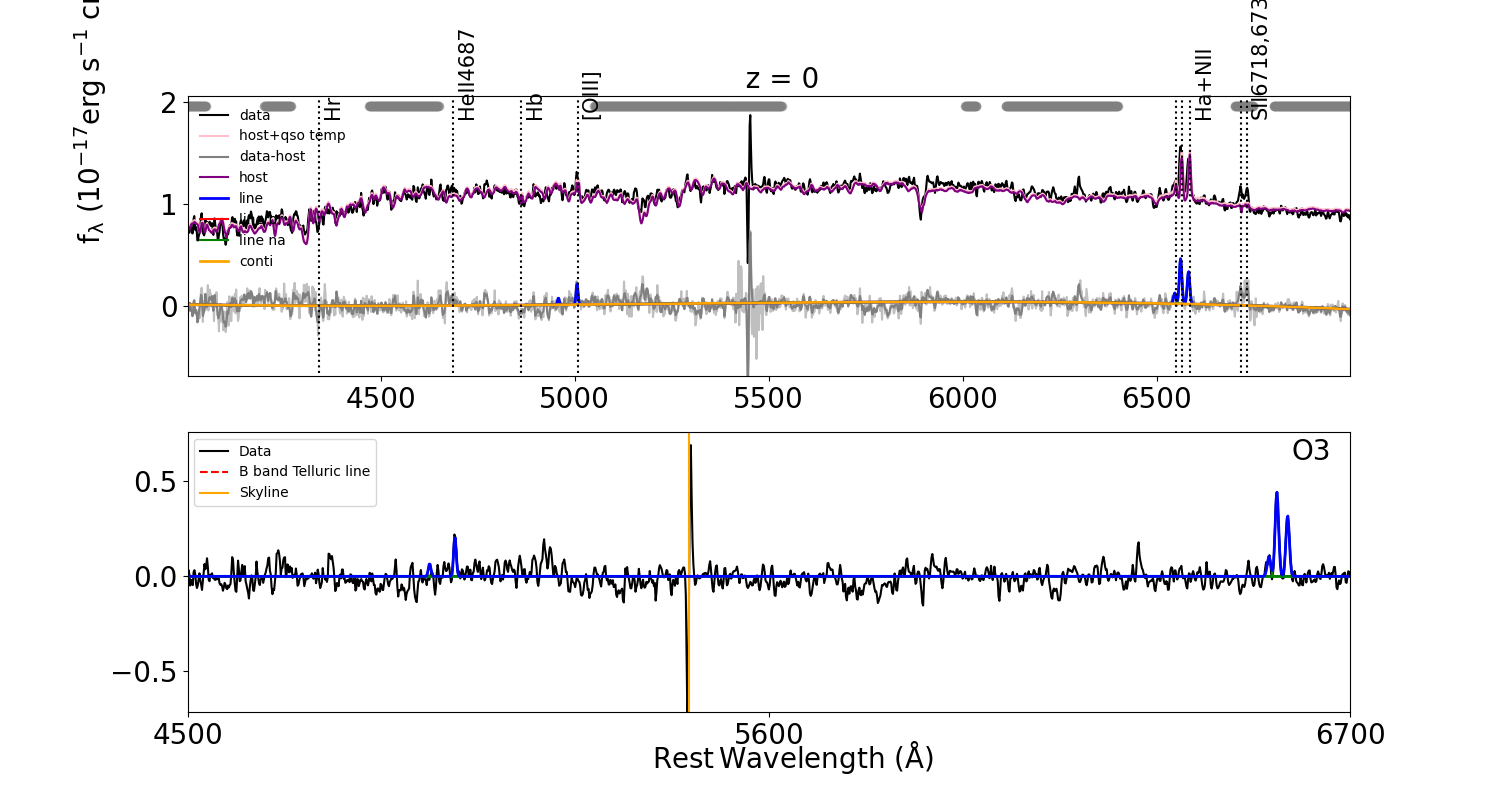 z = 0
f_λ (10^−17 erg s^−1
Hr
HeII4687
Hb
[OIII]
Ha+NII
SII6718,673
data
host+qso temp
data-host
host
line
line na
conti
2
1
0
4500 5000 5500 6000 6500
O3
Data
B band Telluric line
Skyline
0.5
0.0
−0.5
4500 5600 6700
Rest Wavelength (Å)